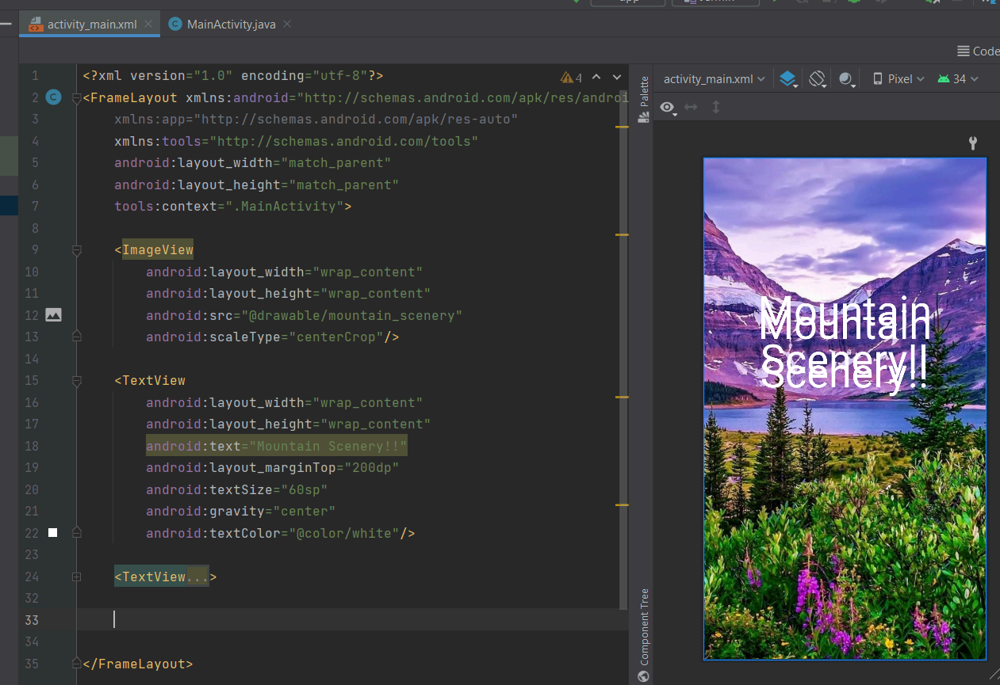 activity_main.xml MainActivity.java
Code
1 <?xml version="1.0" encoding="utf-8"?> 4
2 <FrameLayout xmlns:android="http://schemas.android.com/apk/res/androi
3 xmlns:app="http://schemas.android.com/apk/res-auto"
4 xmlns:tools="http://schemas.android.com/tools"
5 android:layout_width="match_parent"
6 android:layout_height="match_parent"
7 tools:context=".MainActivity">
8
9 <ImageView
10 android:layout_width="wrap_content"
11 android:layout_height="wrap_content"
12 android:src="@drawable/mountain_scenery"
13 android:scaleType="centerCrop"/>
14
15 <TextView
16 android:layout_width="wrap_content"
17 android:layout_height="wrap_content"
18 android:text="Mountain Scenery!!"
19 android:layout_marginTop="200dp"
20 android:textSize="60sp"
21 android:gravity="center"
22 android:textColor="@color/white"/>
23
24 <TextView...>
32
33
34
35 </FrameLayout>
Palette
Component Tree
activity_main.xml Pixel 34
Mountain
Mountain
Scenery!!
Scenery!!